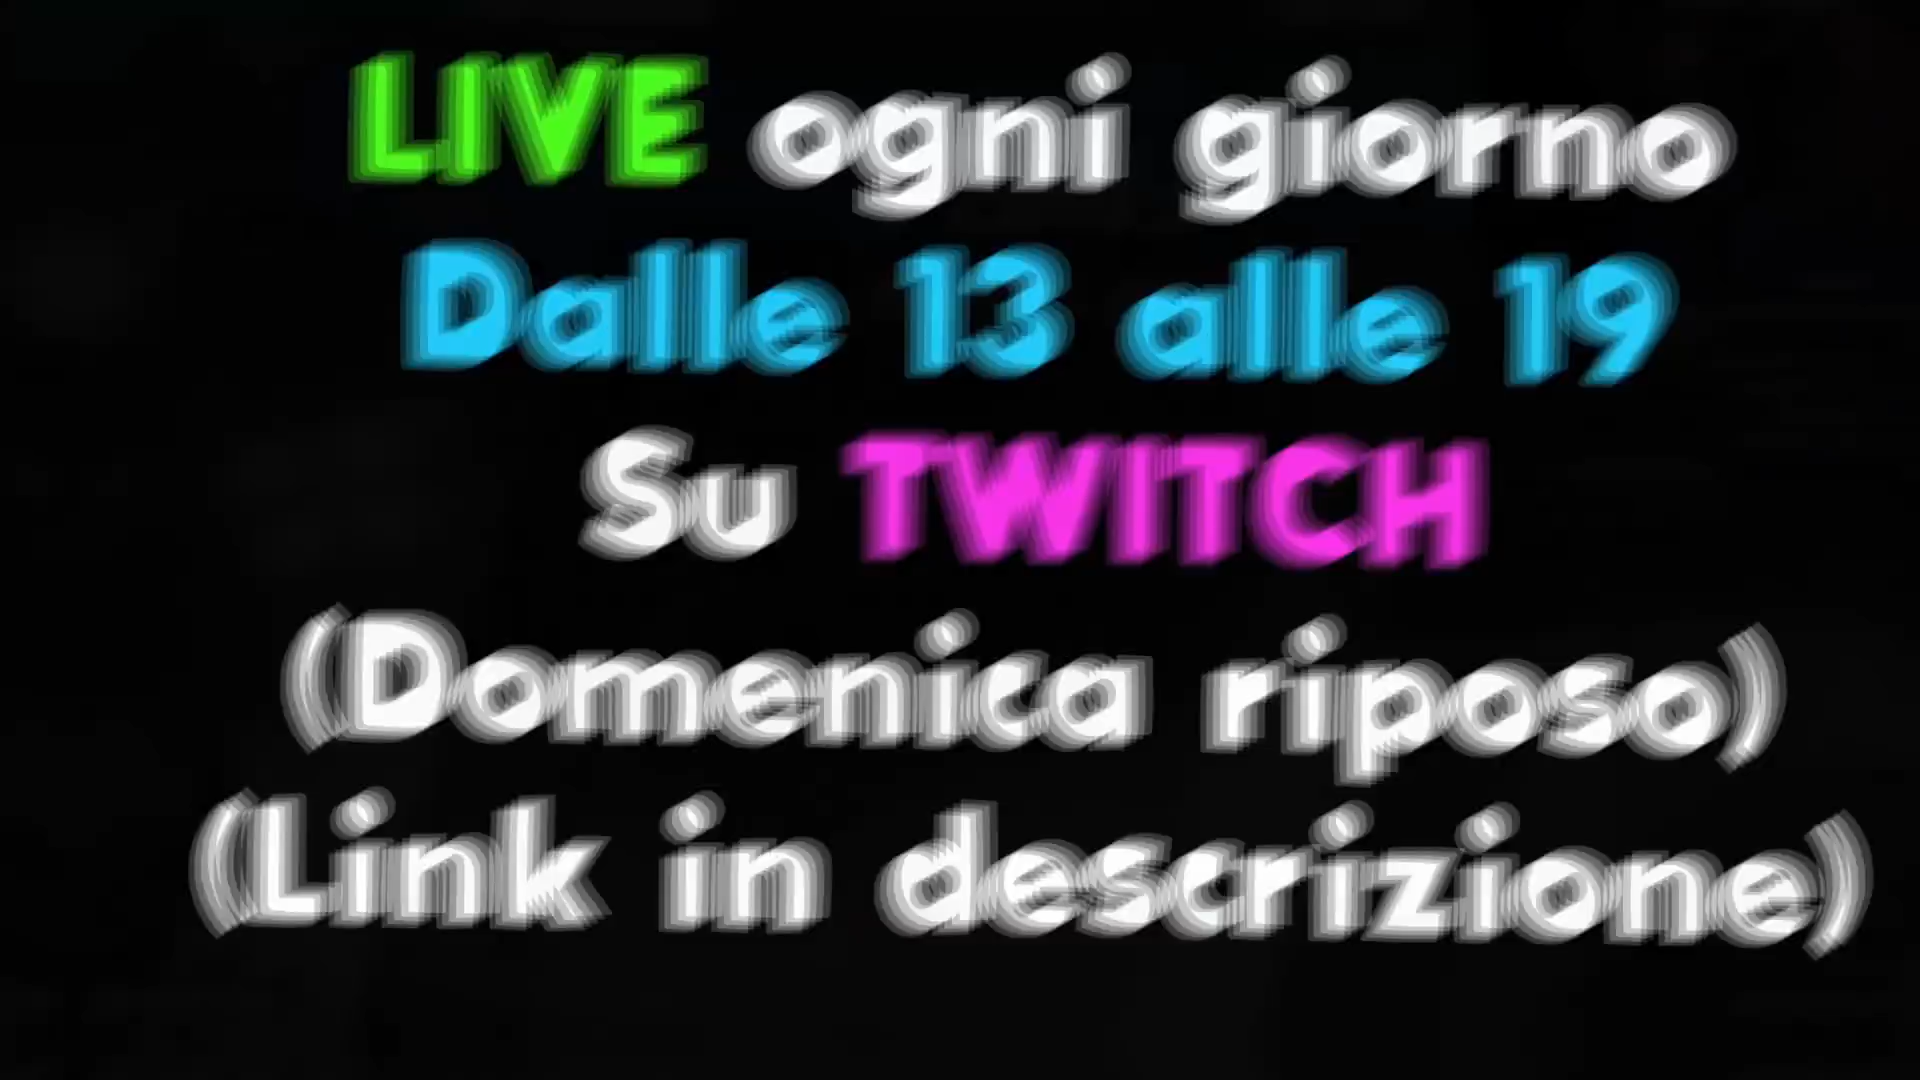 LIVE ogni giorno
Dalle 13 alle 19
Su TWITCH
(Domenica riposo)
(Link in descrizione)